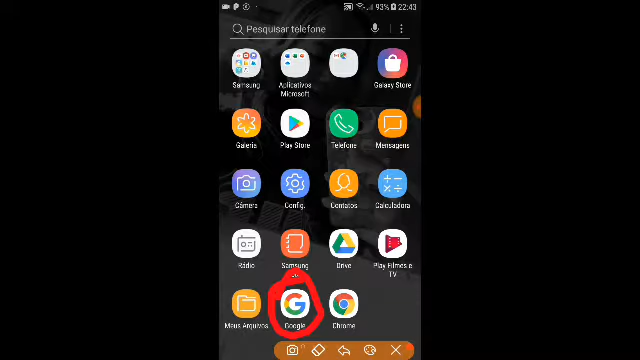 93% 22:43
Pesquisar telefone
Samsung
Aplicativos
Microsoft
Galaxy Store
Galeria
Play Store
Telefone
Mensagens
Câmera
Config.
Contatos
Calculadora
Rádio
Samsung
Drive
Play Filmes e
TV
Meus Arquivos
Google
Chrome